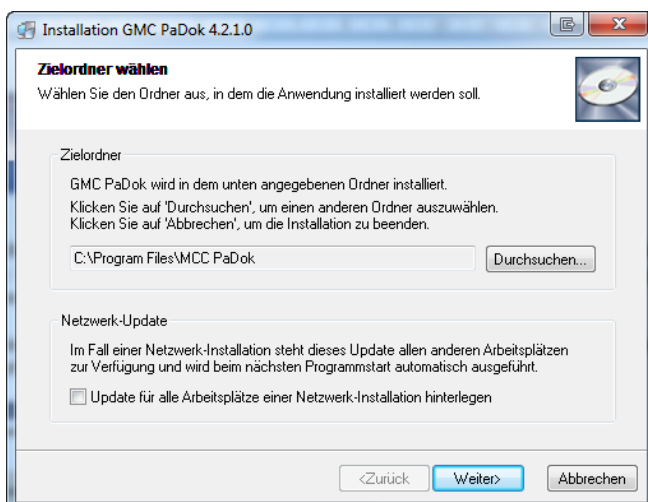 Installation GMC PaDok 4.2.1.0
Zielordner wählen
Wählen Sie den Ordner aus, in dem die Anwendung installiert werden soll.
Zielordner
GMC PaDok wird in dem unten angegebenen Ordner installiert.
Klicken Sie auf 'Durchsuchen', um einen anderen Ordner auszuwählen.
Klicken Sie auf 'Abbrechen', um die Installation zu beenden.
C:\Program Files\MCC PaDok
Durchsuchen...
Netzwerk-Update
Im Fall einer Netzwerk-Installation steht dieses Update allen anderen Arbeitsplätzen
zur Verfügung und wird beim nächsten Programmstart automatisch ausgeführt.
Update für alle Arbeitsplätze einer Netzwerk-Installation hinterlegen
<Zurück
Weiter>
Abbrechen